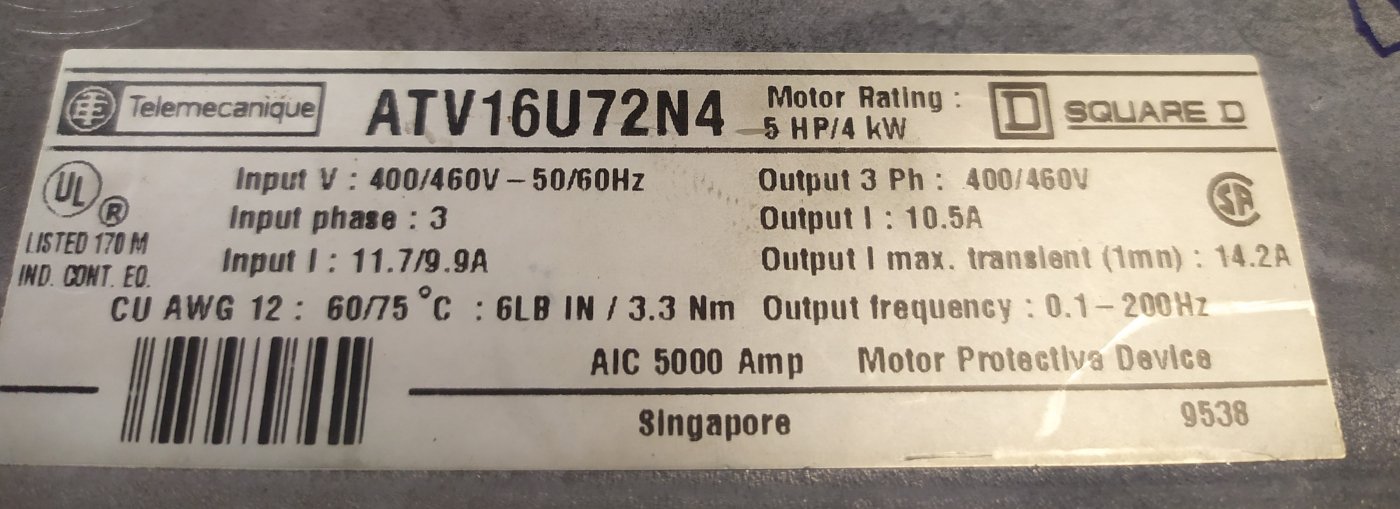 Telemecanique ATV16U72N4 Motor Rating : 5 HP/4 kW D SQUARE D
UL ® LISTED 170 M IND. CONT. EQ.
Input V : 400/460V – 50/60Hz
Input phase : 3
Input I : 11.7/9.9A
Output 3 Ph : 400/460V
Output I : 10.5A
Output I max. transient (1mn) : 14.2A
SA
CU AWG 12 : 60/75 °C : 6LB IN / 3.3 Nm
Output frequency : 0.1 – 200Hz
AIC 5000 Amp Motor Protective Device
Singapore 9538